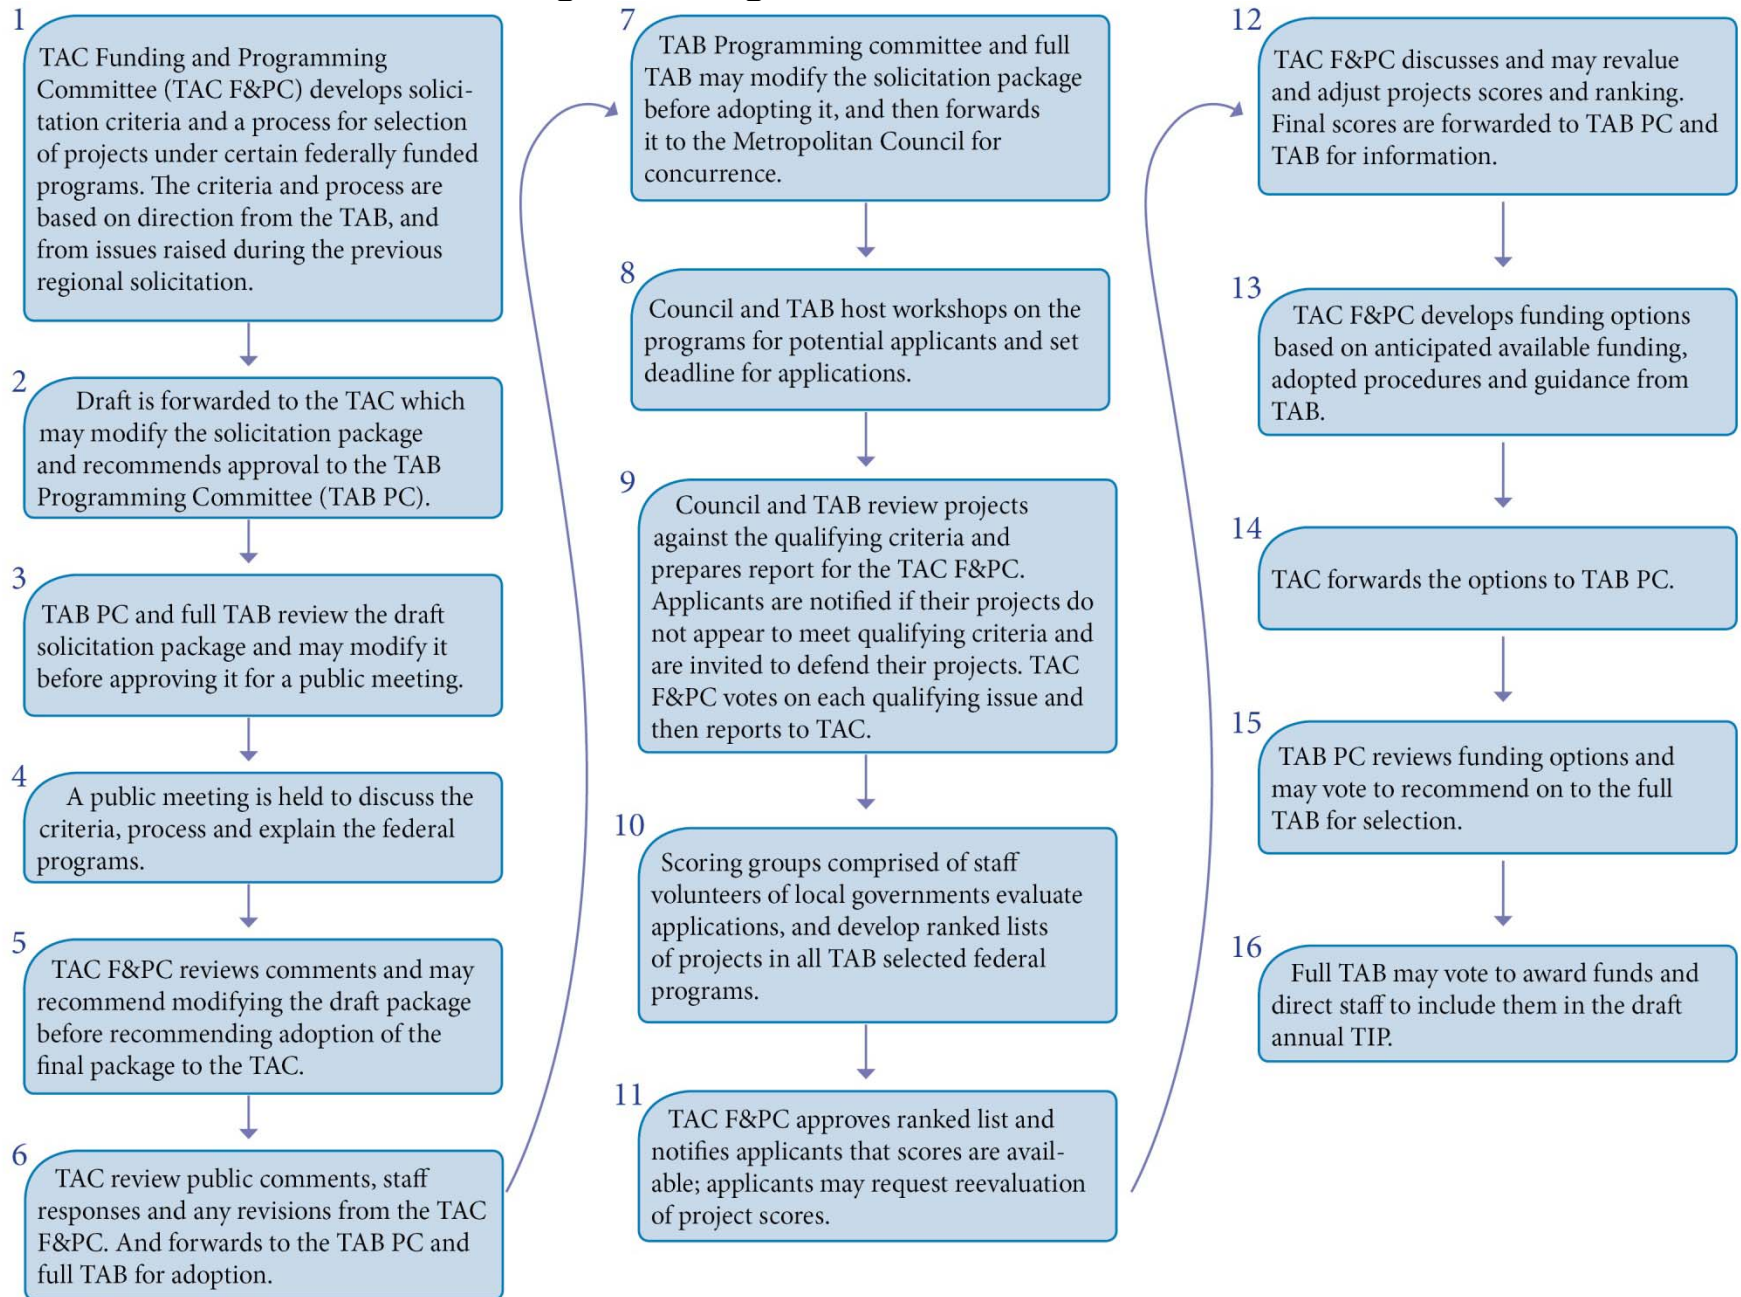 1
TAC Funding and Programming
Committee (TAC F&PC) develops solici-
tation criteria and a process for selection
of projects under certain federally funded
programs. The criteria and process are
based on direction from the TAB, and
from issues raised during the previous
regional solicitation.
2
Draft is forwarded to the TAC which
may modify the solicitation package
and recommends approval to the TAB
Programming Committee (TAB PC).
3
TAB PC and full TAB review the draft
solicitation package and may modify it
before approving it for a public meeting.
4
A public meeting is held to discuss the
criteria, process and explain the federal
programs.
5
TAC F&PC reviews comments and may
recommend modifying the draft package
before recommending adoption of the
final package to the TAC.
6
TAC review public comments, staff
responses and any revisions from the TAC
F&PC. And forwards to the TAB PC and
full TAB for adoption.
7
TAB Programming committee and full
TAB may modify the solicitation package
before adopting it, and then forwards
it to the Metropolitan Council for
concurrence.
8
Council and TAB host workshops on the
programs for potential applicants and set
deadline for applications.
9
Council and TAB review projects
against the qualifying criteria and
prepares report for the TAC F&PC.
Applicants are notified if their projects do
not appear to meet qualifying criteria and
are invited to defend their projects. TAC
F&PC votes on each qualifying issue and
then reports to TAC.
10
Scoring groups comprised of staff
volunteers of local governments evaluate
applications, and develop ranked lists
of projects in all TAB selected federal
programs.
11
TAC F&PC approves ranked list and
notifies applicants that scores are avail-
able; applicants may request reevaluation
of project scores.
12
TAC F&PC discusses and may revalue
and adjust projects scores and ranking.
Final scores are forwarded to TAB PC and
TAB for information.
13
TAC F&PC develops funding options
based on anticipated available funding,
adopted procedures and guidance from
TAB.
14
TAC forwards the options to TAB PC.
15
TAB PC reviews funding options and
may vote to recommend on to the full
TAB for selection.
16
Full TAB may vote to award funds and
direct staff to include them in the draft
annual TIP.